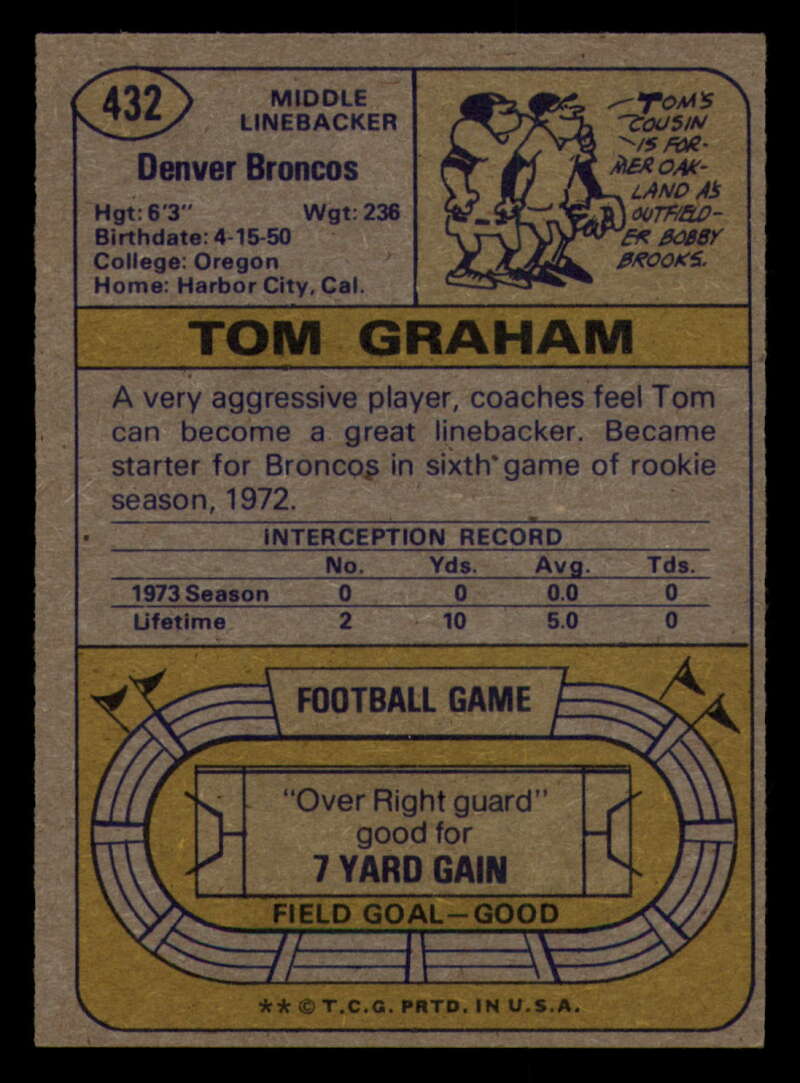 432
MIDDLE
LINEBACKER
Denver Broncos
Hgt: 6'3" Wgt: 236
Birthdate: 4-15-50
College: Oregon
Home: Harbor City, Cal.
TOM'S
COUSIN
IS FOR-
MER OAK-
LAND A'S
OUTFIELD-
ER BOBBY
BROOKS.
TOM GRAHAM
A very aggressive player, coaches feel Tom
can become a great linebacker. Became
starter for Broncos in sixth game of rookie
season, 1972.
INTERCEPTION RECORD
No. Yds. Avg. Tds.
1973 Season 0 0 0.0 0
Lifetime 2 10 5.0 0
FOOTBALL GAME
"Over Right guard"
good for
7 YARD GAIN
FIELD GOAL—GOOD
** © T.C.G. PRTD. IN U.S.A.